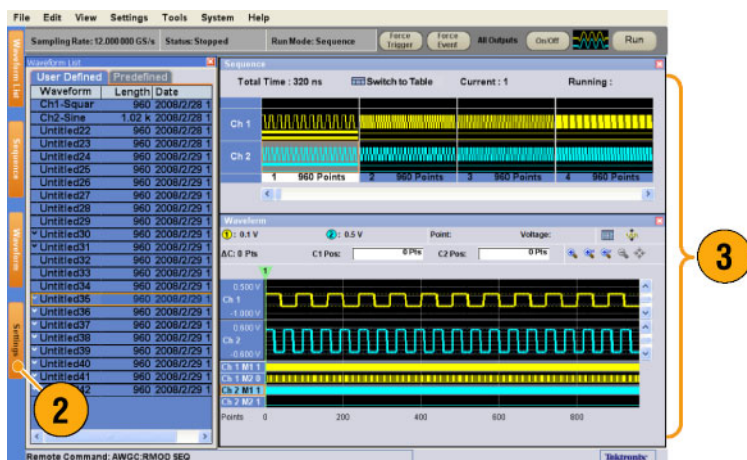 File Edit View Settings Tools System Help
Sampling Rate: 12.000 000 GS/s Status: Stopped Run Mode: Sequence Force Trigger Force Event All Outputs On/Off Run
Waveform List
Sequence
Waveform
Settings
Waveform List
User Defined Predefined
Waveform Length Date
Ch1-Squar 960 2008/2/28 1
Ch2-Sine 1.02 k 2008/2/28 1
Untitled22 960 2008/2/28 1
Untitled23 960 2008/2/28 1
Untitled24 960 2008/2/29 1
Untitled25 960 2008/2/29 1
Untitled26 960 2008/2/29 1
Untitled27 960 2008/2/29 1
Untitled28 960 2008/2/29 1
Untitled29 960 2008/2/29 1
Untitled30 960 2008/2/29 1
Untitled31 960 2008/2/29 1
Untitled32 960 2008/2/29 1
Untitled33 960 2008/2/29 1
Untitled34 960 2008/2/29 1
Untitled35 960 2008/2/29 1
Untitled36 960 2008/2/29 1
Untitled37 960 2008/2/29 1
Untitled38 960 2008/2/29 1
Untitled39 960 2008/2/29 1
Untitled40 960 2008/2/29 1
Untitled41 960 2008/2/29 1
42 960 2008/2/29 1
2
Sequence
Total Time : 320 ns Switch to Table Current : 1 Running :
Ch 1
Ch 2
1 960 Points 2 960 Points 3 960 Points 4 960 Points
Waveform
1 : 0.1 V 2 : 0.5 V Point: Voltage:
ΔC: 0 Pts C1 Pos: 0 Pts C2 Pos: 0 Pts
1
0.500 V
Ch 1
-1.000 V
0.600 V
Ch 2
-0.600 V
Ch 1 M1 1
Ch 1 M2 0
Ch 2 M1 1
Ch 2 M2 1
Points 0 200 400 600 800
3
Remote Command: AWGC:RMOD SEQ Tektronix